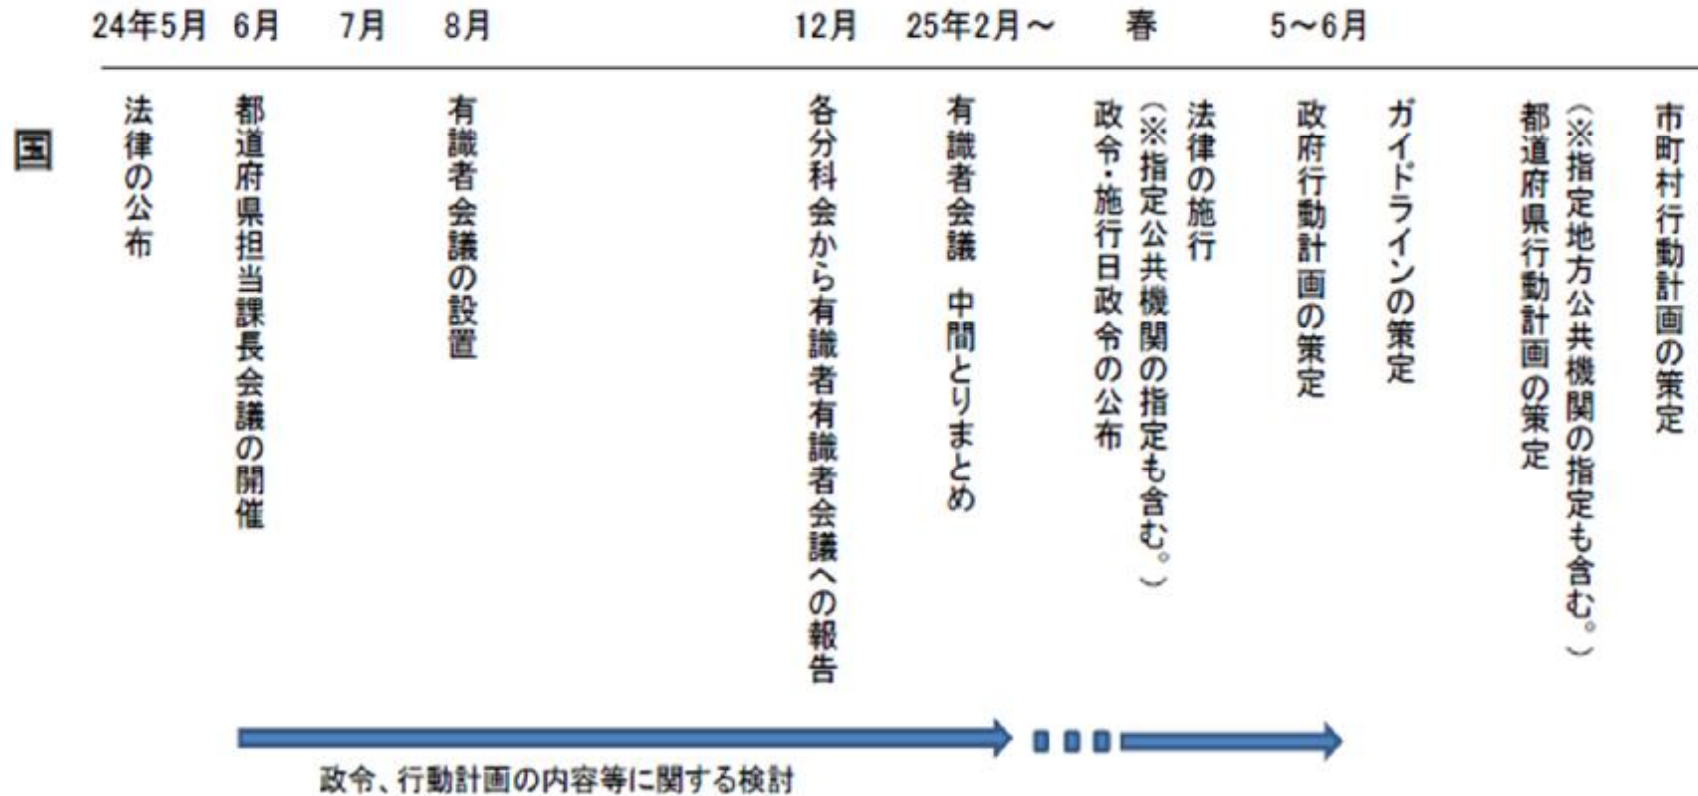 24年5月 6月 7月 8月 12月 25年2月～ 春 5～6月
国
法律の公布
都道府県担当課長会議の開催
有識者会議の設置
各分科会から有識者有識者会議への報告
有識者会議 中間とりまとめ
政令・施行日政令の公布
（※指定公共機関の指定も含む。）
法律の施行
政府行動計画の策定
ガイドラインの策定
都道府県行動計画の策定
（※指定地方公共機関の指定も含む。）
市町村行動計画の策定
政令、行動計画の内容等に関する検討